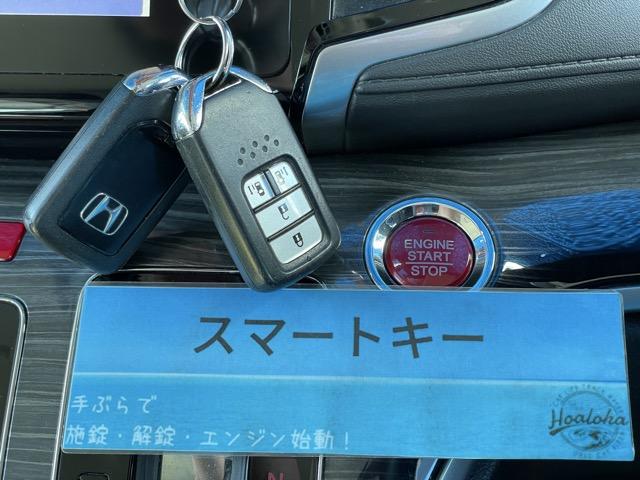 ENGINE
START
STOP
スマートキー
手ぶらで
施錠・解錠・エンジン始動！
Hoaloha
N